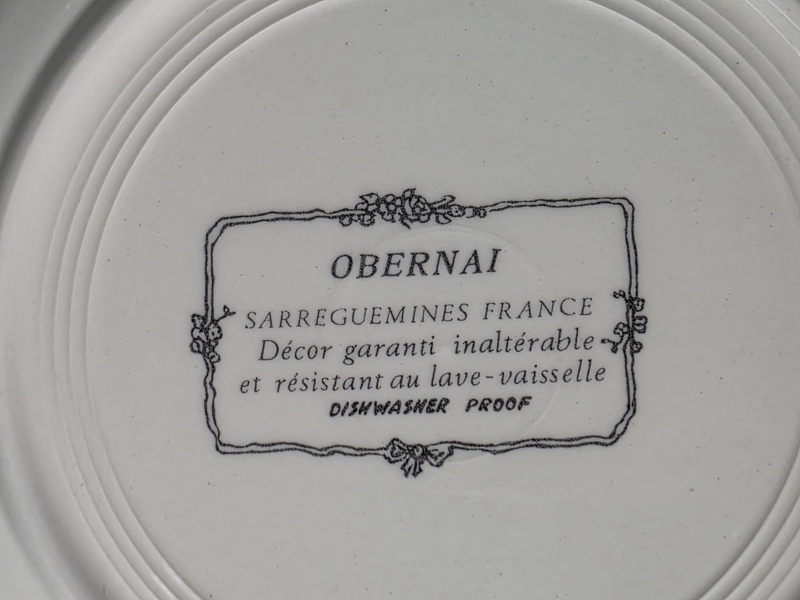 OBERNAI
SARREGUEMINES FRANCE
Décor garanti inaltérable
et résistant au lave-vaisselle
DISHWASHER PROOF